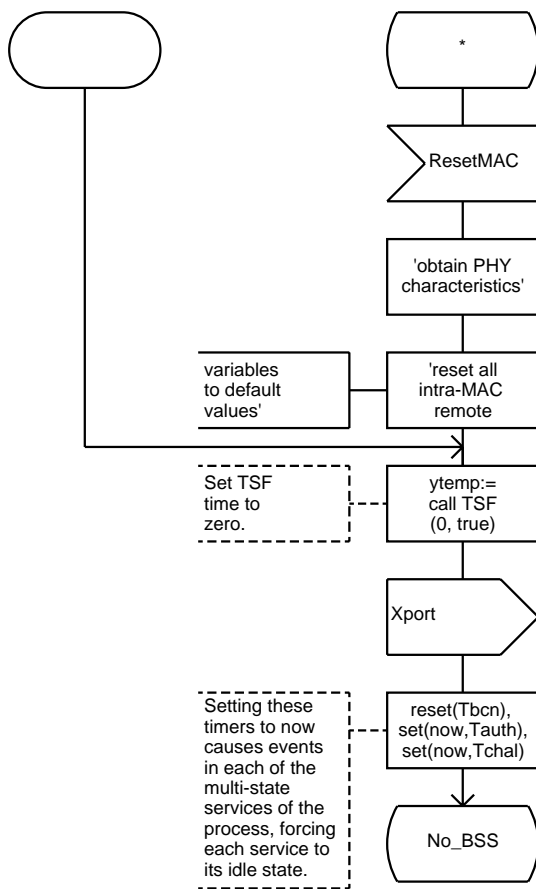 *
ResetMAC
'obtain PHY
characteristics'
variables
to default
values'
'reset all
intra-MAC
remote
Set TSF
time to
zero.
ytemp:=
call TSF
(0, true)
Xport
Setting these
timers to now
causes events
in each of the
multi-state
services of the
process, forcing
each service to
its idle state.
reset(Tbcn),
set(now,Tauth),
set(now,Tchal)
No_BSS